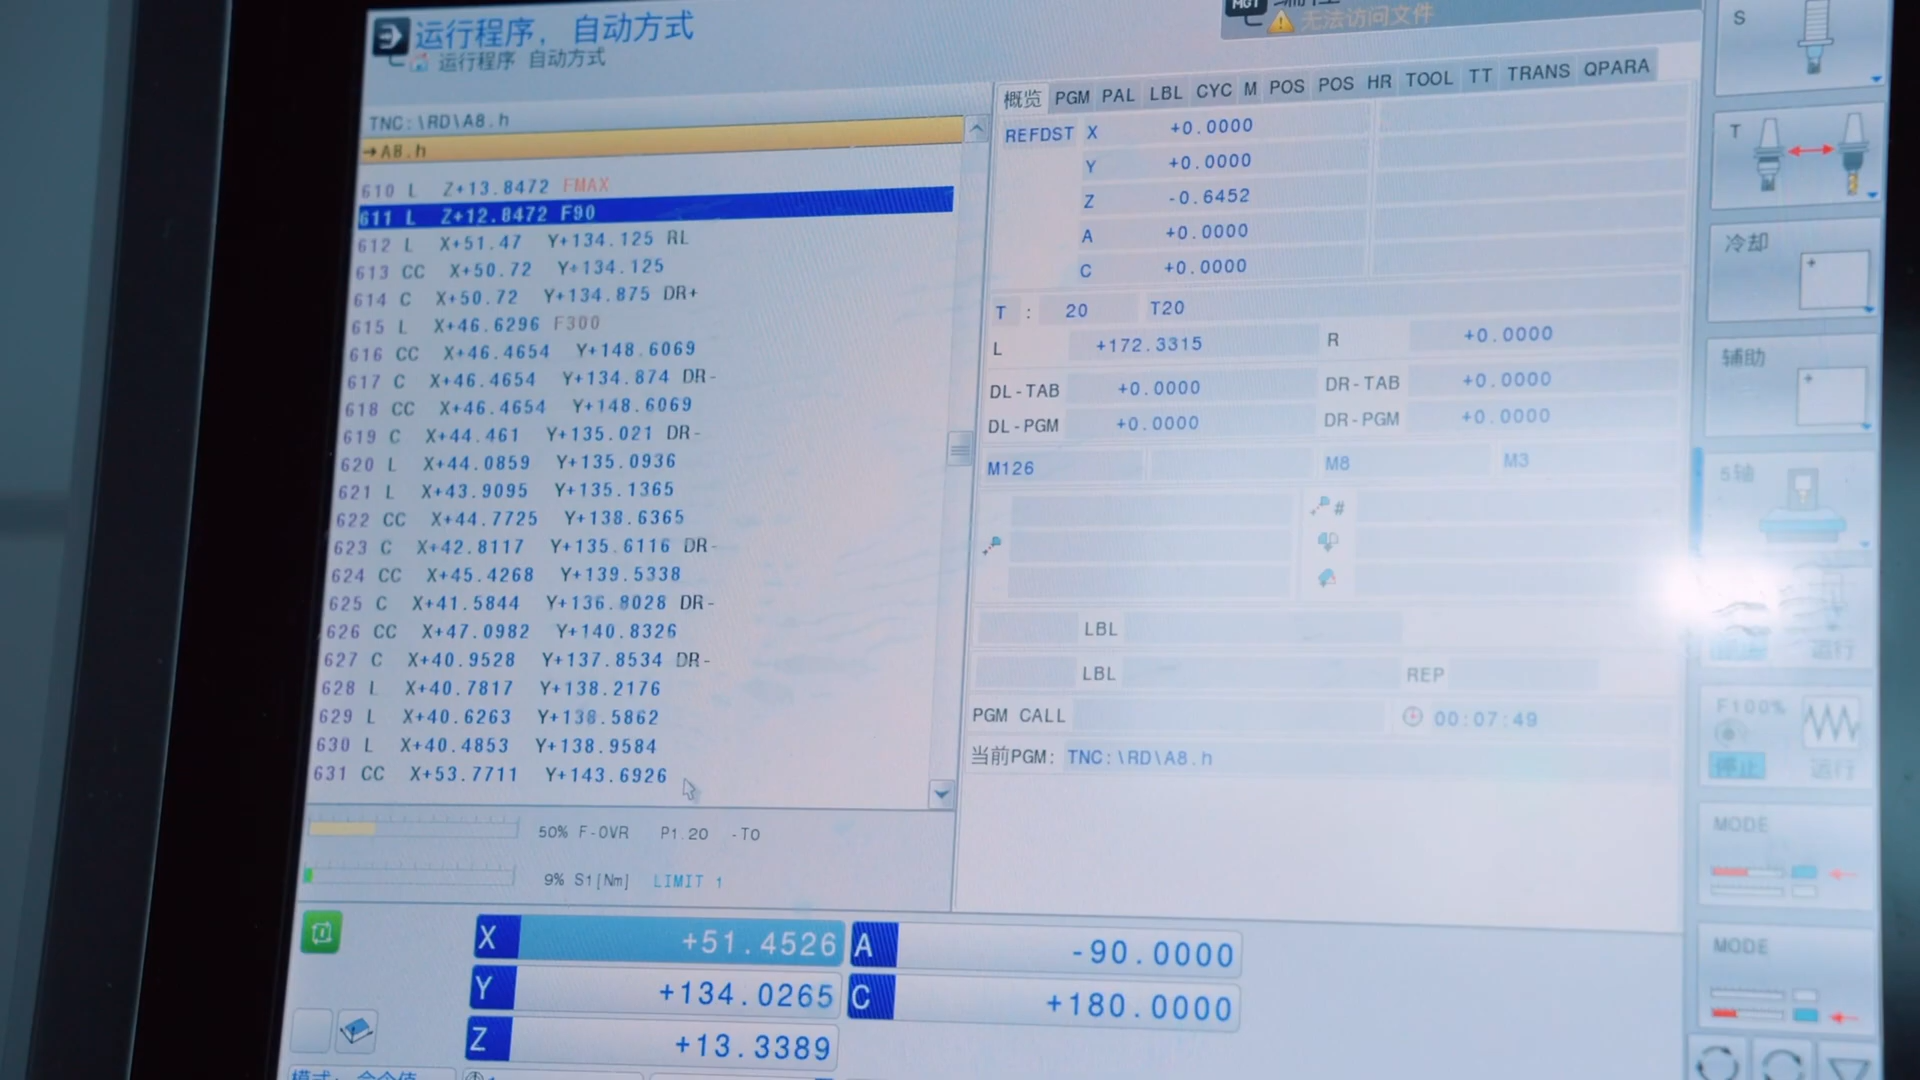 运行程序，自动方式
运行程序 自动方式
无法访问文件
TNC:\RD\A8.h
→A8.h
610 L Z+13.8472 FMAX
611 L Z+12.8472 F90
612 L X+51.47 Y+134.125 RL
613 CC X+50.72 Y+134.125
614 C X+50.72 Y+134.875 DR+
615 L X+46.6296 F300
616 CC X+46.4654 Y+148.6069
617 C X+46.4654 Y+134.874 DR-
618 CC X+46.4654 Y+148.6069
619 C X+44.461 Y+135.021 DR-
620 L X+44.0859 Y+135.0936
621 L X+43.9095 Y+135.1365
622 CC X+44.7725 Y+138.6365
623 C X+42.8117 Y+135.6116 DR-
624 CC X+45.4268 Y+139.5338
625 C X+41.5844 Y+136.8028 DR-
626 CC X+47.0982 Y+140.8326
627 C X+40.9528 Y+137.8534 DR-
628 L X+40.7817 Y+138.2176
629 L X+40.6263 Y+138.5862
630 L X+40.4853 Y+138.9584
631 CC X+53.7711 Y+143.6926
50% F-OVR P1.20 -T0
9% S1[Nm] LIMIT 1
概览 PGM PAL LBL CYC M POS POS HR TOOL TT TRANS QPARA
REFDST X +0.0000
Y +0.0000
Z -0.6452
A +0.0000
C +0.0000
T : 20 T20
L +172.3315 R +0.0000
DL-TAB +0.0000 DR-TAB +0.0000
DL-PGM +0.0000 DR-PGM +0.0000
M126 M8 M3
#
LBL
LBL REP
PGM CALL 00:07:49
当前PGM: TNC:\RD\A8.h
X +51.4526 A -90.0000
Y +134.0265 C +180.0000
Z +13.3389
S
T
冷却
辅助
5轴
运行
F100%
停止 运行
MODE
MODE